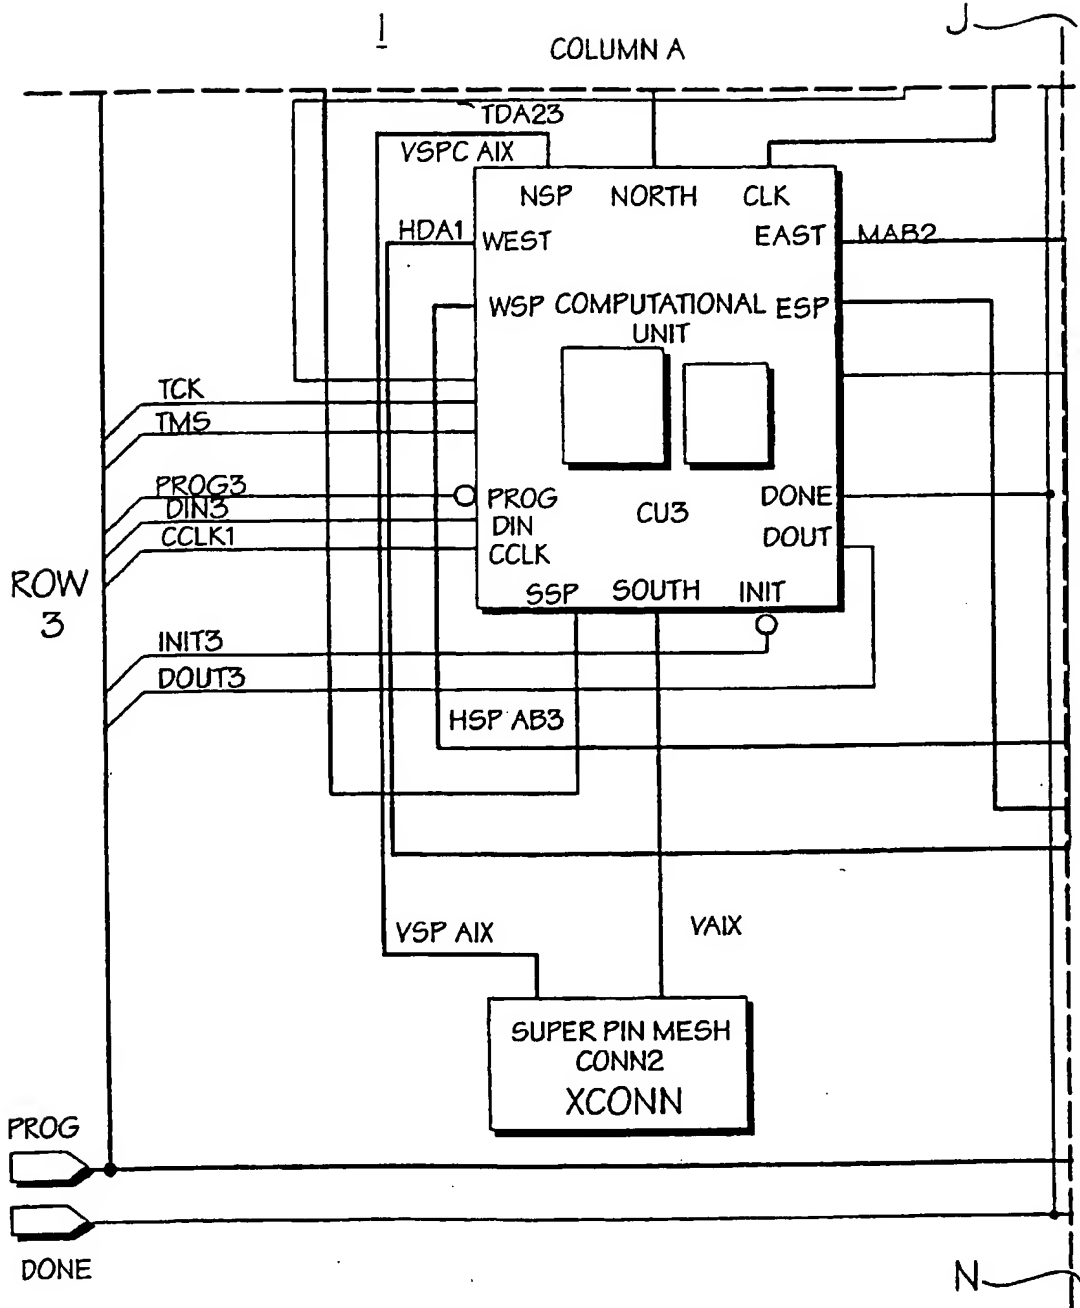 1
J
COLUMN A
TDA23
VSPC AIX
NSP NORTH CLK
HDA1 WEST EAST MAB2
WSP COMPUTATIONAL ESP
UNIT
TCK
TMS
PROG3 PROG DONE
DIN3 DIN CU3
CCLK1 CCLK DOUT
ROW
3
SSP SOUTH INIT
INIT3
DOUT3
HSP AB3
VSP AIX VAIX
SUPER PIN MESH
CONN2
XCONN
PROG
DONE
N